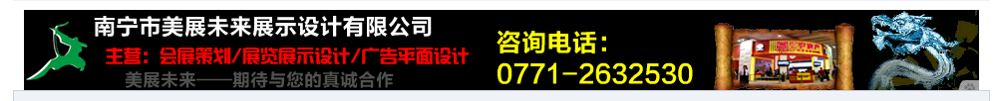 南宁市美展未来展示设计有限公司
主营：会展策划/展览展示设计/广告平面设计
美展未来——期待与您的真诚合作
咨询电话：
0771-2632530